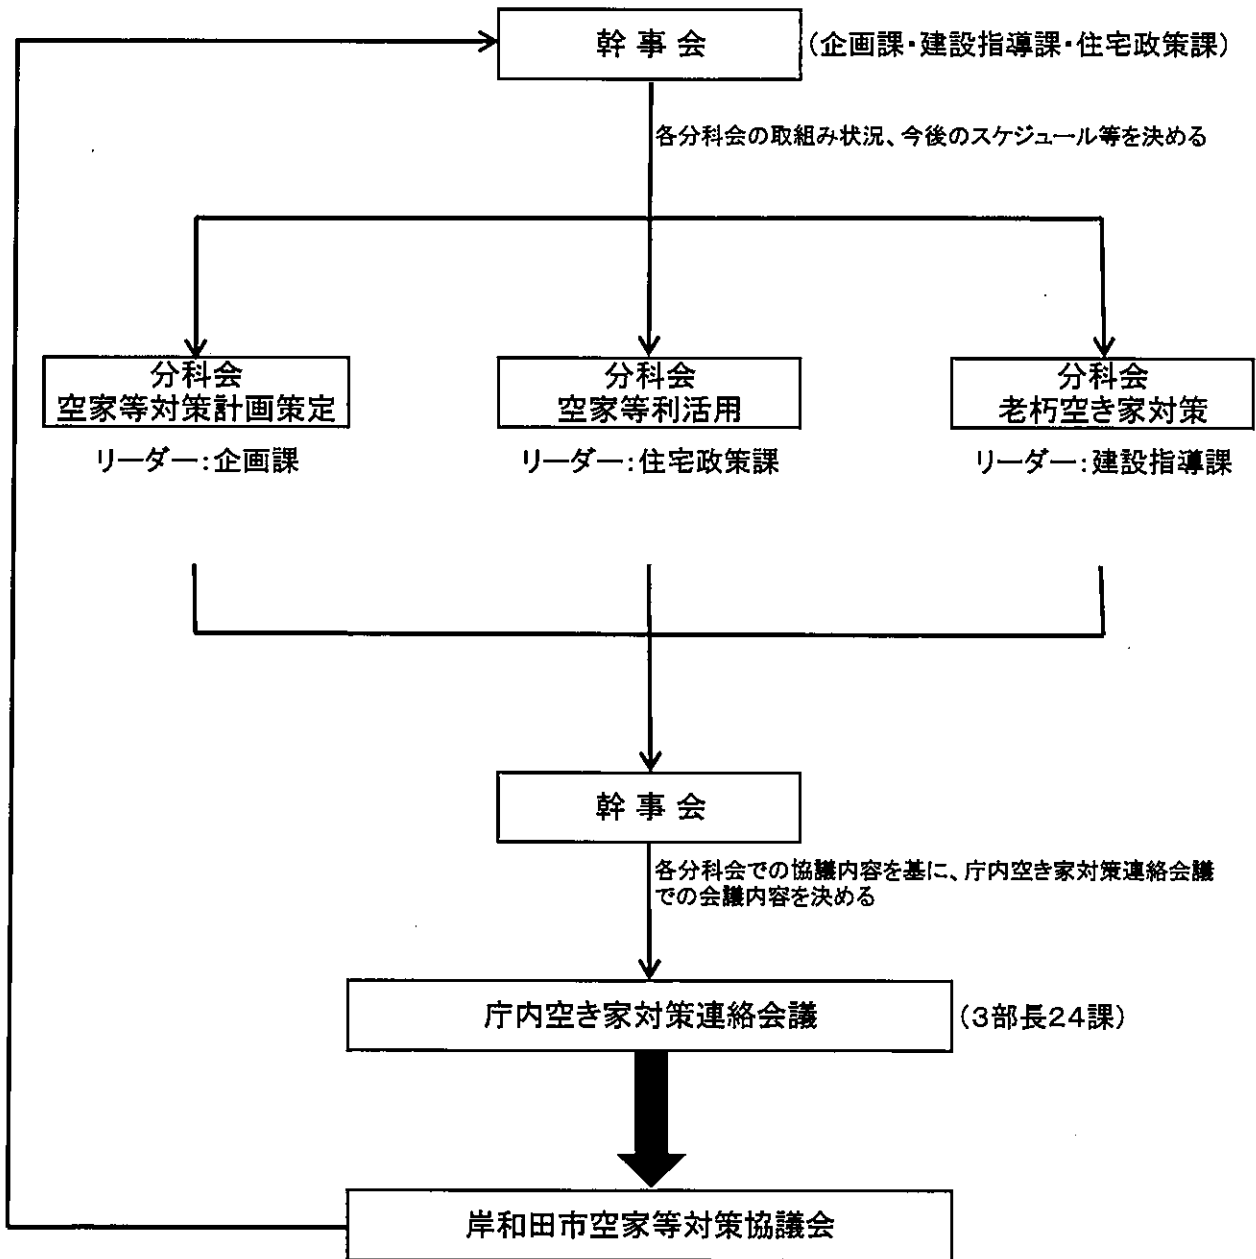 幹事会
(企画課・建設指導課・住宅政策課)
各分科会の取組み状況、今後のスケジュール等を決める
分科会
空家等対策計画策定
リーダー：企画課
分科会
空家等利活用
リーダー：住宅政策課
分科会
老朽空き家対策
リーダー：建設指導課
幹事会
各分科会での協議内容を基に、庁内空き家対策連絡会議
での会議内容を決める
庁内空き家対策連絡会議
(3部長24課)
岸和田市空家等対策協議会